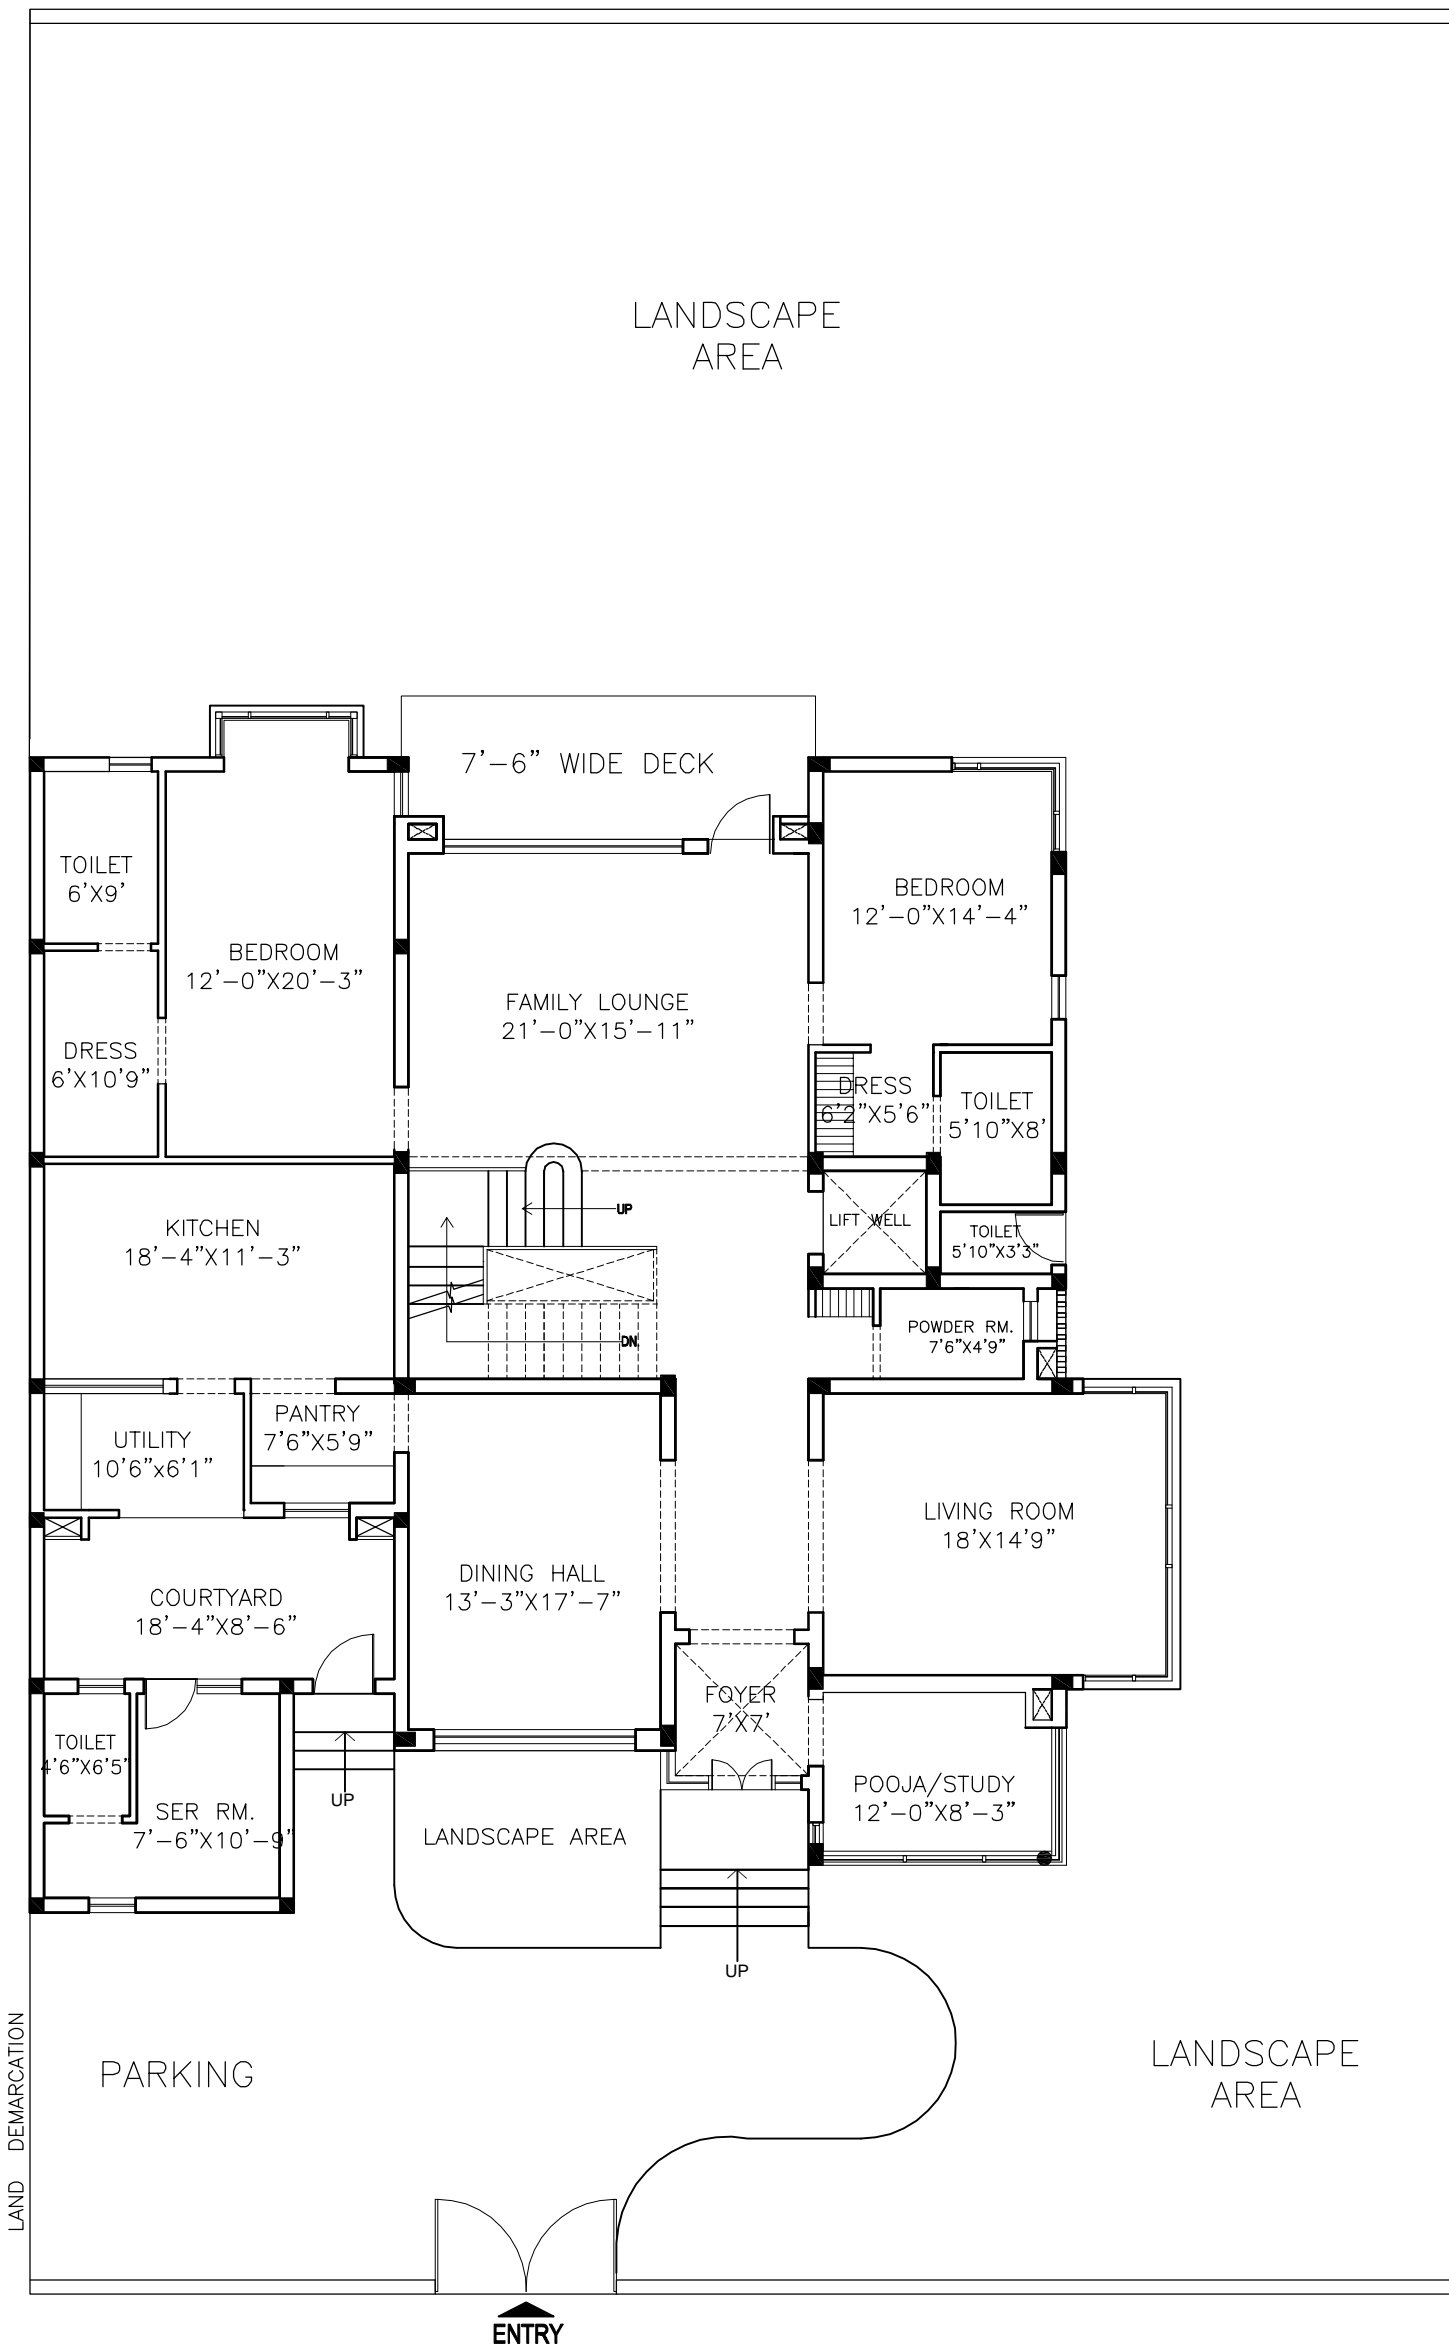 LANDSCAPE
AREA
7'-6" WIDE DECK
TOILET
6'X9'
BEDROOM
12'-0"X14'-4"
BEDROOM
12'-0"X20'-3"
FAMILY LOUNGE
21'-0"X15'-11"
DRESS
6'X10'9"
DRESS
6'2"X5'6"
TOILET
5'10"X8'
KITCHEN
18'-4"X11'-3"
UP
LIFT WELL
TOILET
5'10"X3'3"
DN.
POWDER RM.
7'6"X4'9"
PANTRY
7'6"X5'9"
UTILITY
10'6"x6'1"
LIVING ROOM
18'X14'9"
DINING HALL
13'-3"X17'-7"
COURTYARD
18'-4"X8'-6"
FOYER
7'X7'
TOILET
4'6"X6'5"
UP
SER RM.
7'-6"X10'-9"
POOJA/STUDY
12'-0"X8'-3"
LANDSCAPE AREA
UP
LAND DEMARCATION
PARKING
LANDSCAPE
AREA
ENTRY